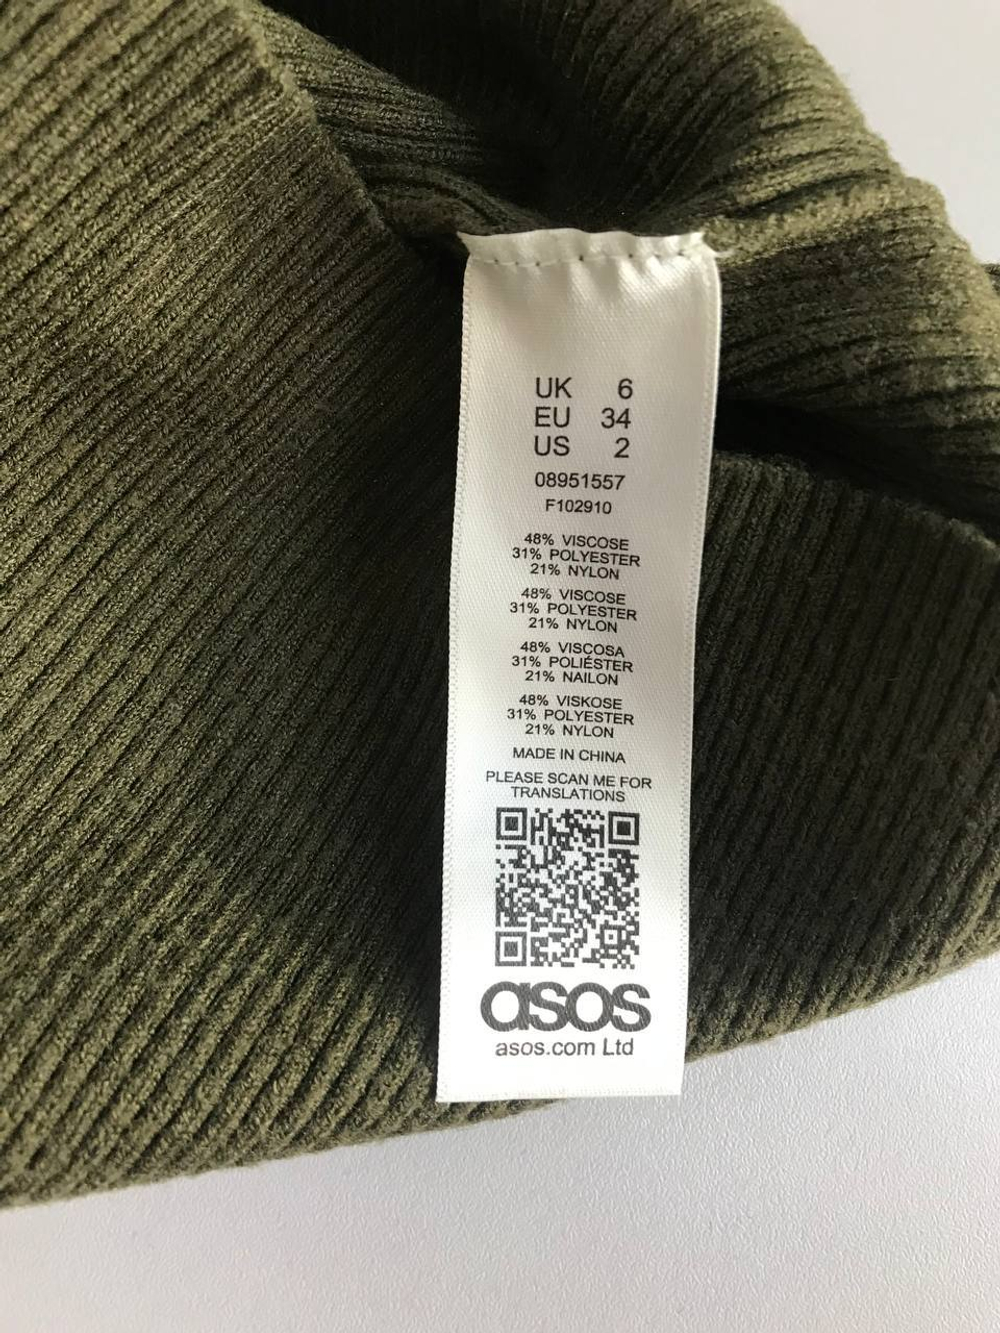 UK 6
EU 34
US 2
08951557
F102910
48% VISCOSE
31% POLYESTER
21% NYLON
48% VISCOSE
31% POLYESTER
21% NYLON
48% VISCOSA
31% POLIÉSTER
21% NAILON
48% VISKOSE
31% POLYESTER
21% NYLON
MADE IN CHINA
PLEASE SCAN ME FOR
TRANSLATIONS
asos
asos.com Ltd